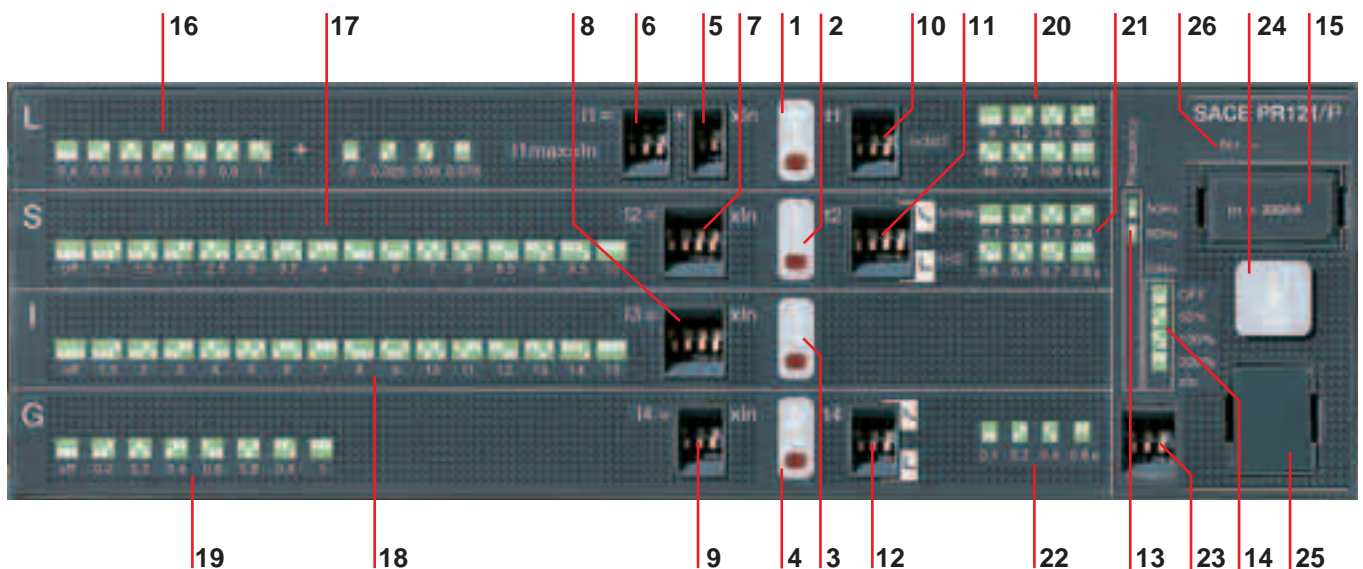 16 17 8 6 5 7 1 2 10 11 20 21 26 24 15
L
I1 = + xIn t1
0.4 0.5 0.6 0.7 0.8 0.9 1 + 0 0.025 0.05 0.075
3 12 24 36
48 72 108 144s
SACE PR121/P
S
I2 = xIn t2
0.1 0.2 0.3 0.4
0.5 0.6 0.7 0.8s
off 1 1.5 2 2.5 3 3.5 4 5 6 7 8 8.5 9 9.5
50Hz
60Hz
I
I3 = xIn
off 1.5 2 3 4 5 6 7 8 9 10 11 12 13 14 15
OFF
50%
100%
200%
G
I4 = xIn t4
off 0.2 0.3 0.4 0.6 0.8 0.9 1
0.1 0.2 0.4 0.8s
19 18 9 4 3 12 22 13 23 14 25